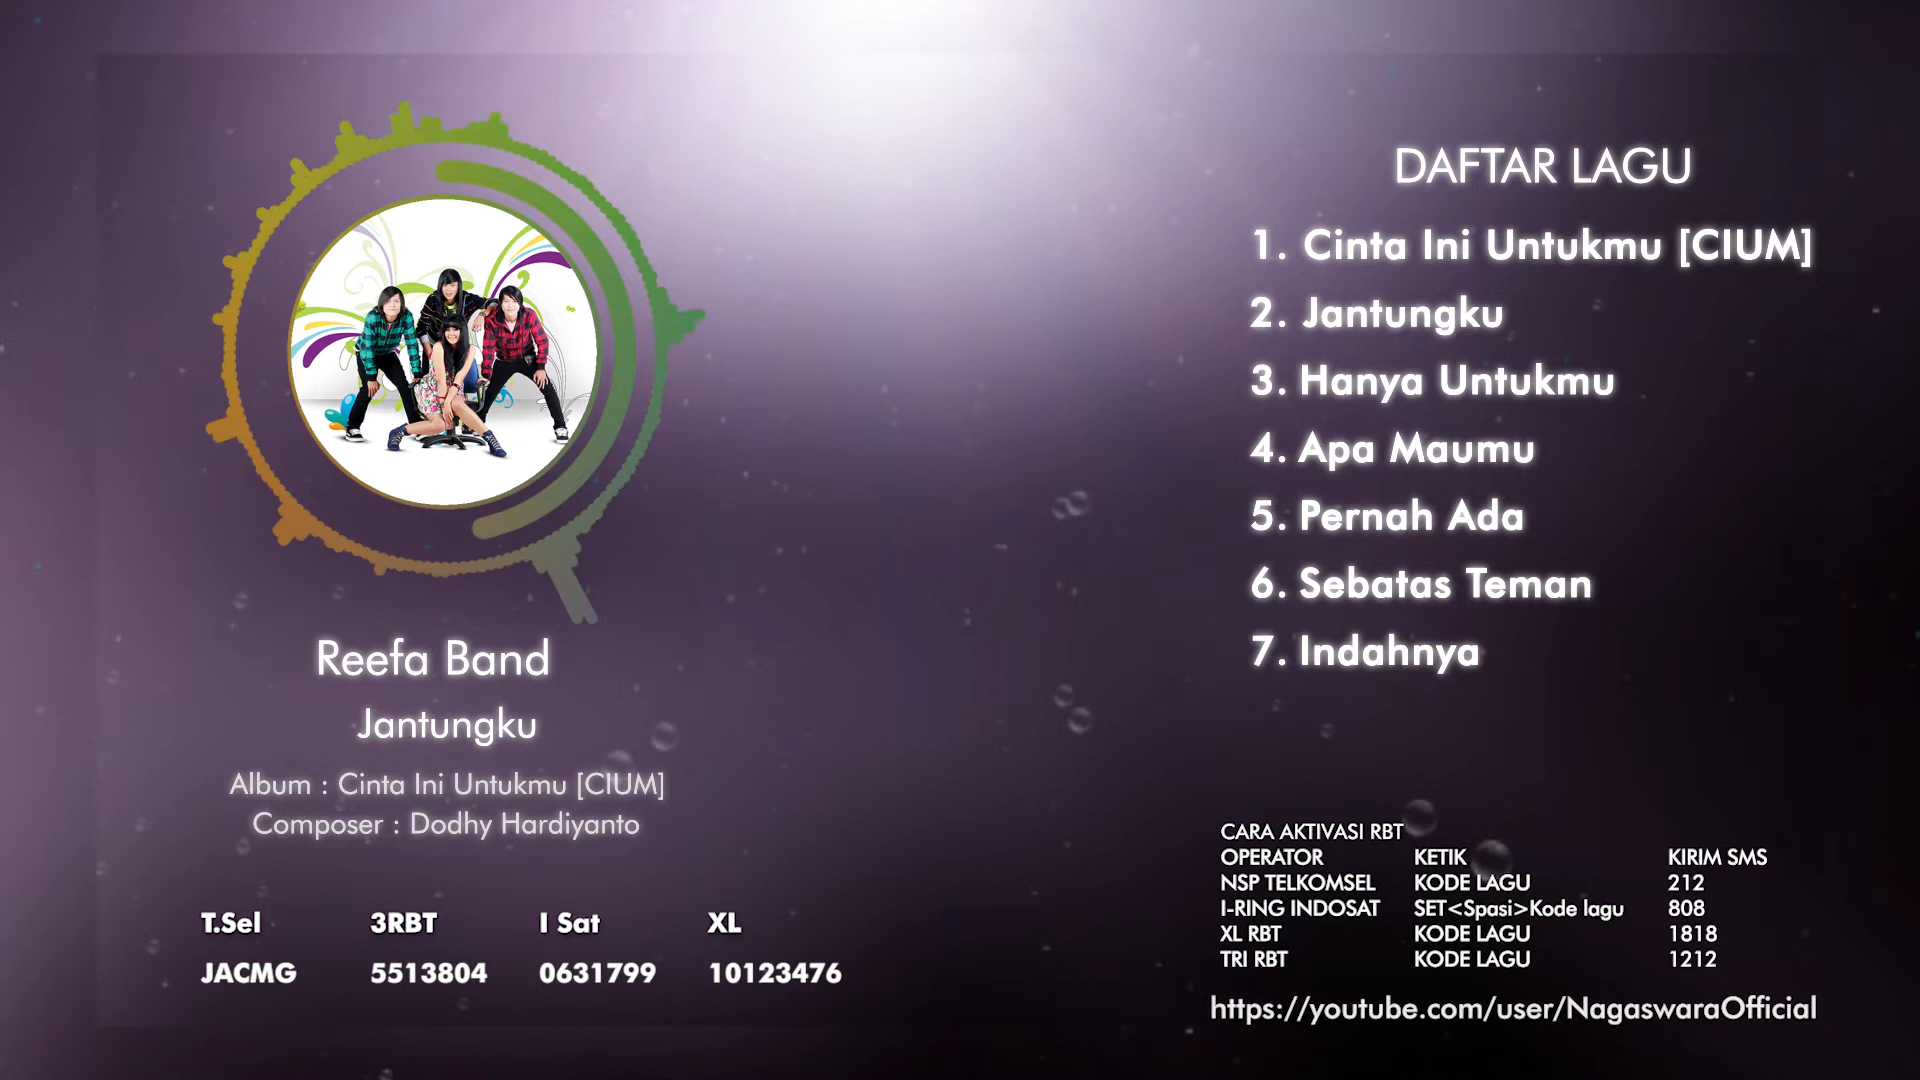 Reefa Band
Jantungku
Album : Cinta Ini Untukmu [CIUM]
Composer : Dodhy Hardiyanto
T.Sel 3RBT I Sat XL
JACMG 5513804 0631799 10123476
DAFTAR LAGU
1. Cinta Ini Untukmu [CIUM]
2. Jantungku
3. Hanya Untukmu
4. Apa Maumu
5. Pernah Ada
6. Sebatas Teman
7. Indahnya
CARA AKTIVASI RBT
OPERATOR KETIK KIRIM SMS
NSP TELKOMSEL KODE LAGU 212
I-RING INDOSAT SET<Spasi>Kode lagu 808
XL RBT KODE LAGU 1818
TRI RBT KODE LAGU 1212
https://youtube.com/user/NagaswaraOfficial